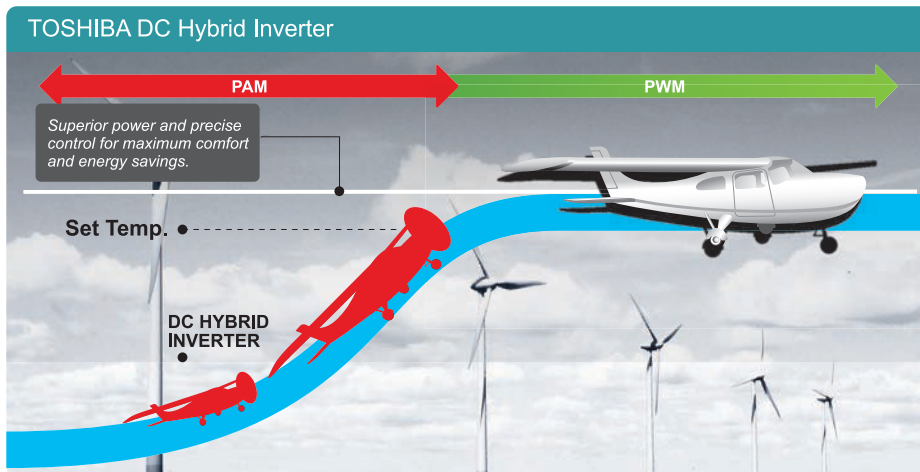 TOSHIBA DC Hybrid Inverter
PAM
PWM
Superior power and precise
control for maximum comfort
and energy savings.
Set Temp.
DC HYBRID
INVERTER